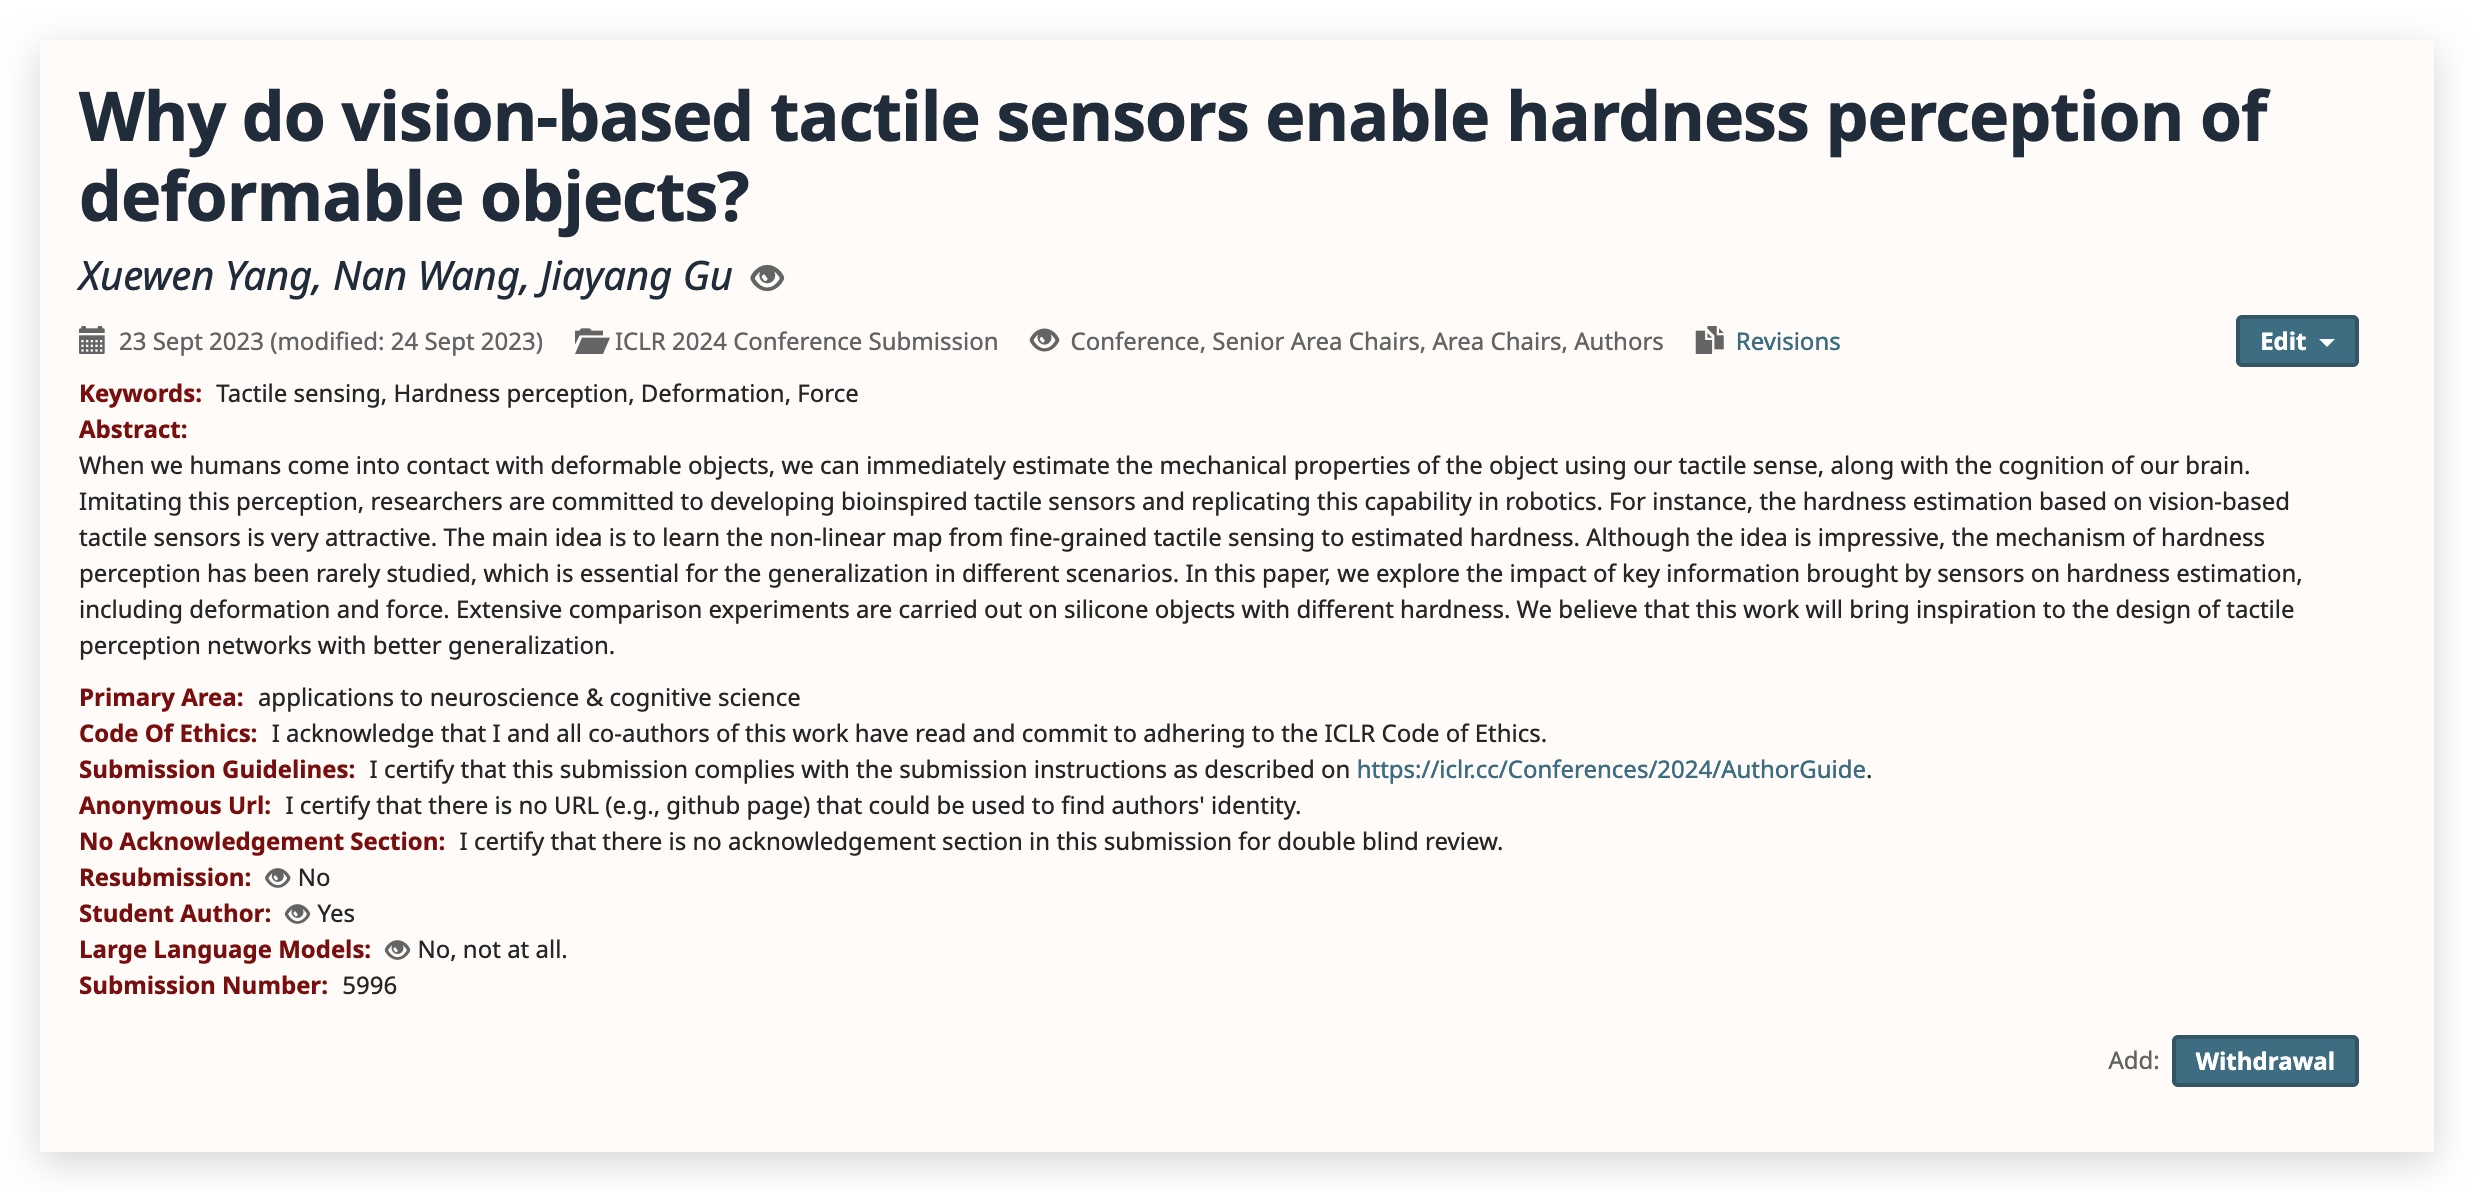 Why do vision-based tactile sensors enable hardness perception of
deformable objects?
Xuewen Yang, Nan Wang, Jiayang Gu
23 Sept 2023 (modified: 24 Sept 2023) ICLR 2024 Conference Submission Conference, Senior Area Chairs, Area Chairs, Authors Revisions Edit
Keywords: Tactile sensing, Hardness perception, Deformation, Force
Abstract:
When we humans come into contact with deformable objects, we can immediately estimate the mechanical properties of the object using our tactile sense, along with the cognition of our brain.
Imitating this perception, researchers are committed to developing bioinspired tactile sensors and replicating this capability in robotics. For instance, the hardness estimation based on vision-based
tactile sensors is very attractive. The main idea is to learn the non-linear map from fine-grained tactile sensing to estimated hardness. Although the idea is impressive, the mechanism of hardness
perception has been rarely studied, which is essential for the generalization in different scenarios. In this paper, we explore the impact of key information brought by sensors on hardness estimation,
including deformation and force. Extensive comparison experiments are carried out on silicone objects with different hardness. We believe that this work will bring inspiration to the design of tactile
perception networks with better generalization.
Primary Area: applications to neuroscience & cognitive science
Code Of Ethics: I acknowledge that I and all co-authors of this work have read and commit to adhering to the ICLR Code of Ethics.
Submission Guidelines: I certify that this submission complies with the submission instructions as described on https://iclr.cc/Conferences/2024/AuthorGuide.
Anonymous Url: I certify that there is no URL (e.g., github page) that could be used to find authors' identity.
No Acknowledgement Section: I certify that there is no acknowledgement section in this submission for double blind review.
Resubmission: No
Student Author: Yes
Large Language Models: No, not at all.
Submission Number: 5996
Add: Withdrawal